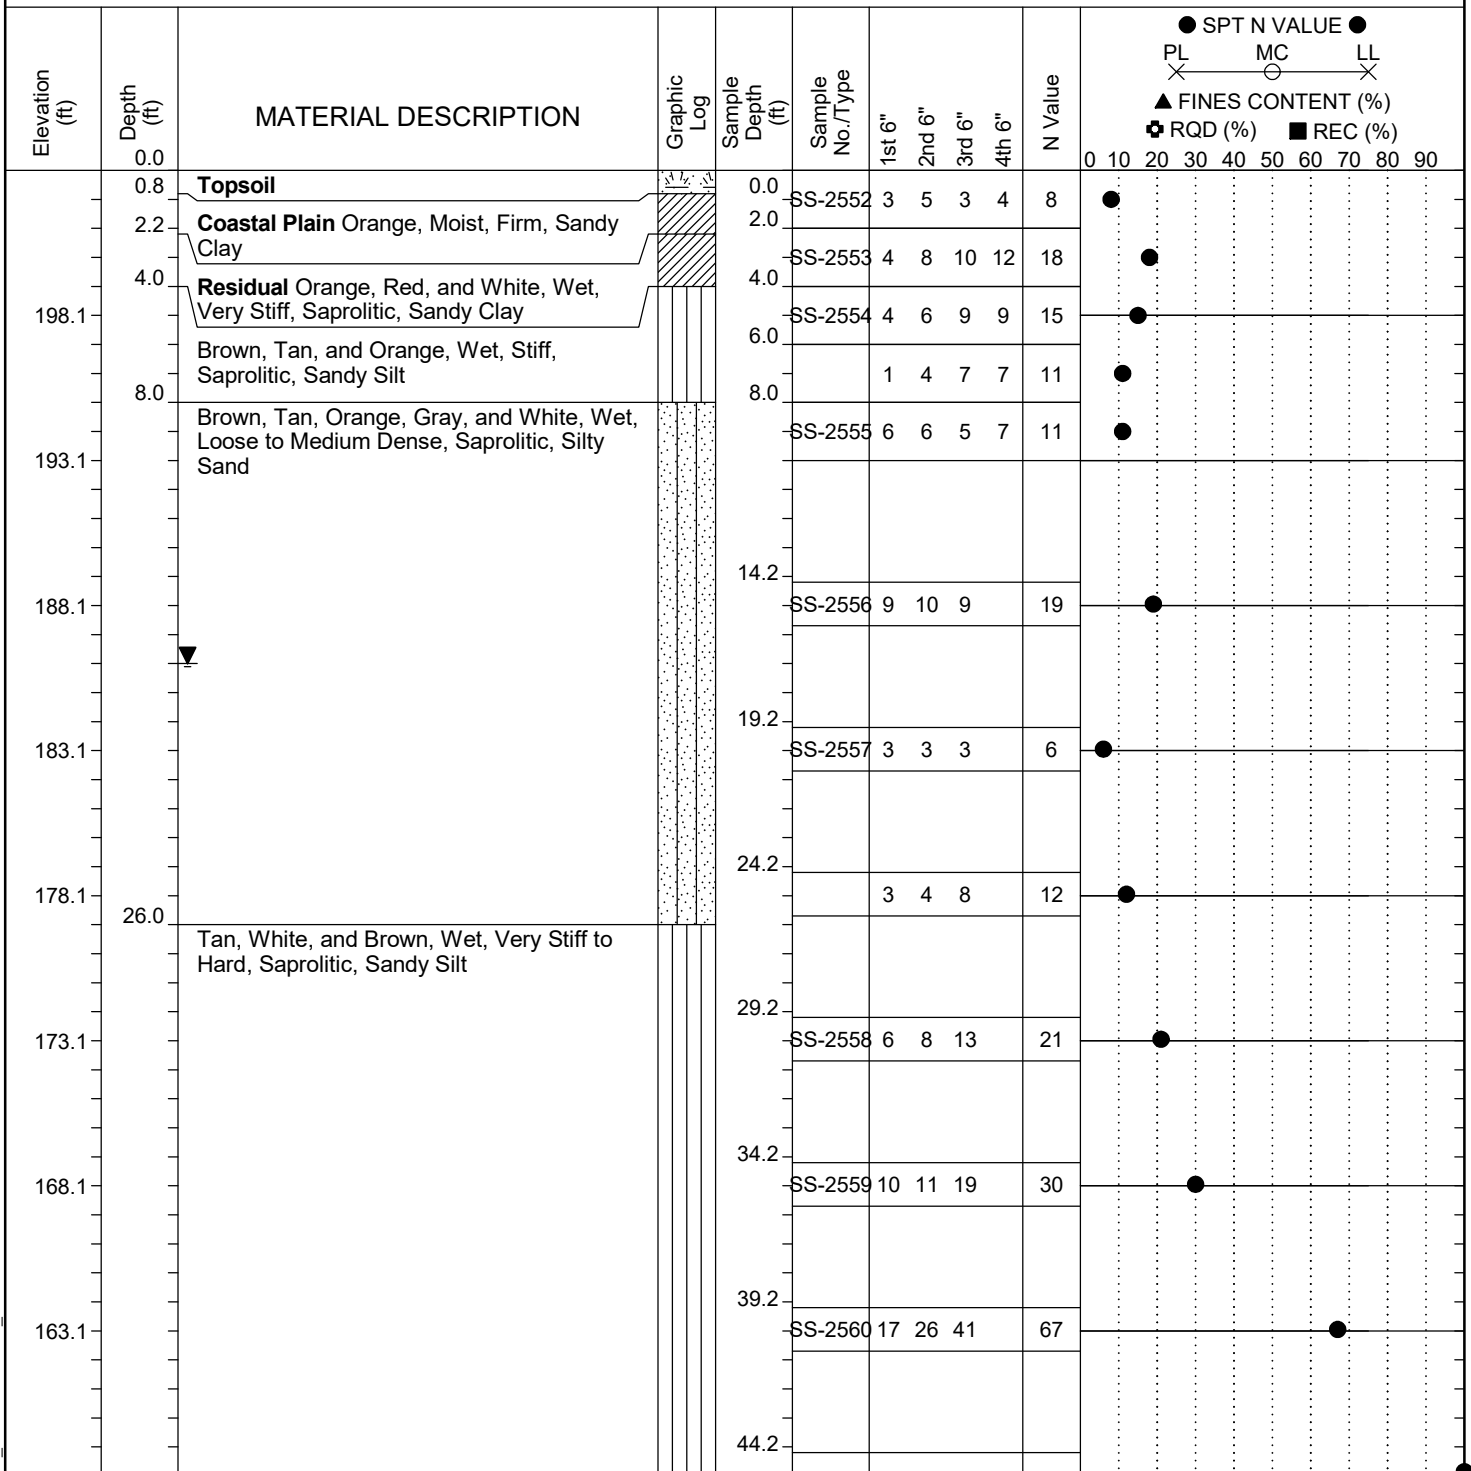 ● SPT N VALUE ●
PL MC LL
▲ FINES CONTENT (%)
RQD (%) ■ REC (%)
Elevation (ft)
Depth (ft)
MATERIAL DESCRIPTION
Graphic Log
Sample Depth (ft)
Sample No./Type
1st 6"
2nd 6"
3rd 6"
4th 6"
N Value
0.0
0 10 20 30 40 50 60 70 80 90
0.8 Topsoil 0.0
SS-2552 3 5 3 4 8
2.2 Coastal Plain Orange, Moist, Firm, Sandy 2.0
Clay
SS-2553 4 8 10 12 18
4.0 Residual Orange, Red, and White, Wet, 4.0
Very Stiff, Saprolitic, Sandy Clay
198.1 SS-2554 4 6 9 9 15
6.0
Brown, Tan, and Orange, Wet, Stiff,
Saprolitic, Sandy Silt 1 4 7 7 11
8.0 8.0
Brown, Tan, Orange, Gray, and White, Wet,
Loose to Medium Dense, Saprolitic, Silty SS-2555 6 6 5 7 11
Sand
193.1
14.2
188.1 SS-2556 9 10 9 19
19.2
183.1 SS-2557 3 3 3 6
24.2
178.1 3 4 8 12
26.0
Tan, White, and Brown, Wet, Very Stiff to
Hard, Saprolitic, Sandy Silt
29.2
173.1 SS-2558 6 8 13 21
34.2
168.1 SS-2559 10 11 19 30
39.2
163.1 SS-2560 17 26 41 67
44.2